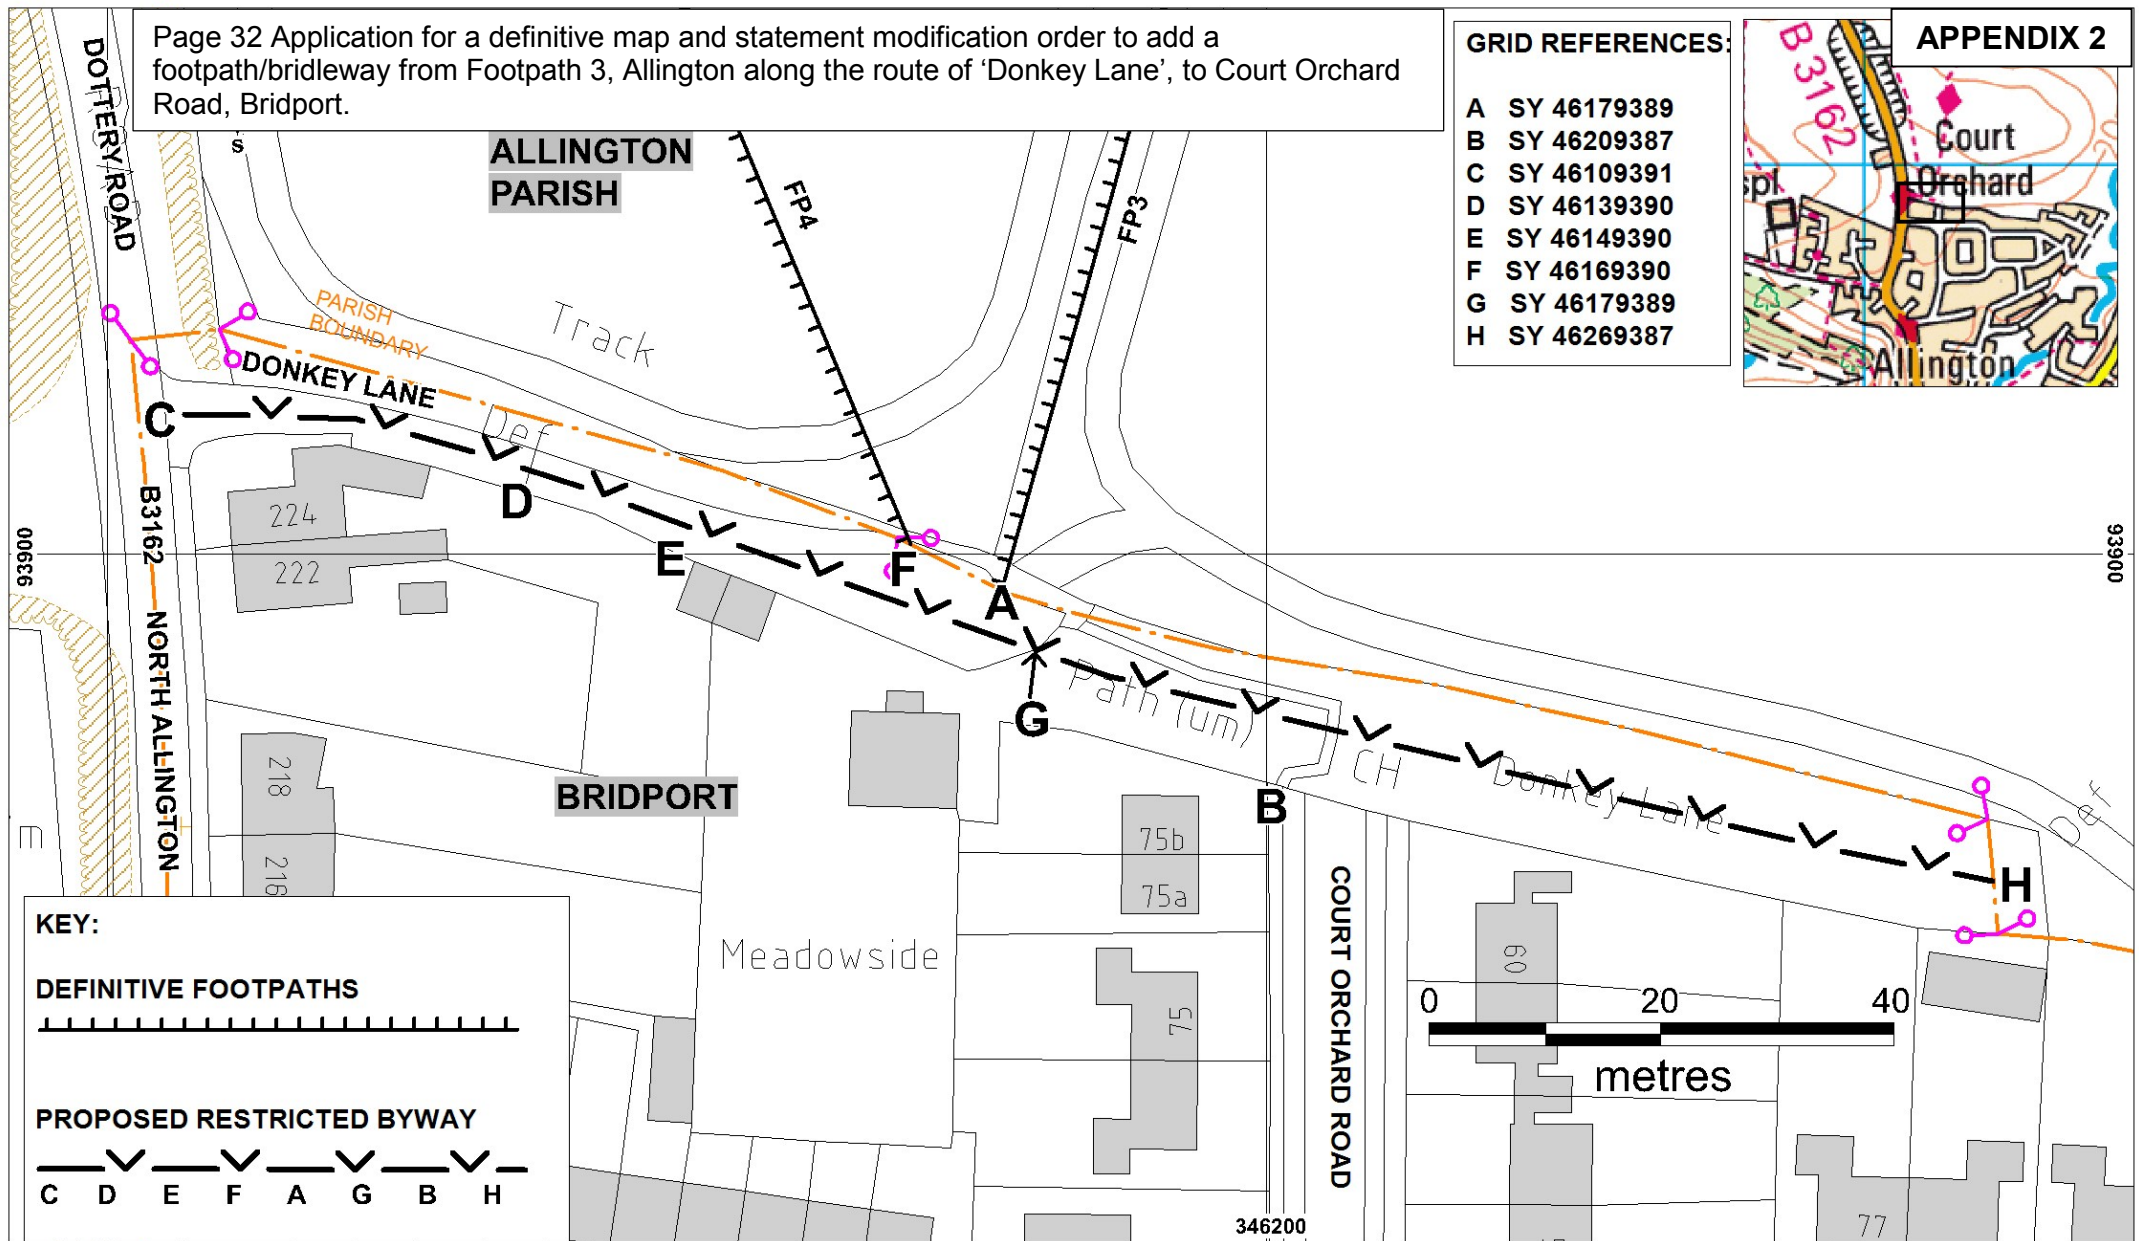 Page 32 Application for a definitive map and statement modification order to add a
footpath/bridleway from Footpath 3, Allington along the route of ‘Donkey Lane’, to Court Orchard
Road, Bridport.
GRID REFERENCES:
A SY 46179389
B SY 46209387
C SY 46109391
D SY 46139390
E SY 46149390
F SY 46169390
G SY 46179389
H SY 46269387
APPENDIX 2
B 3162
Court
Orchard
spl
Allington
DOTTERY ROAD
s
ALLINGTON
PARISH
FP4
FP3
PARISH
BOUNDARY
Track
DONKEY LANE
Def
C
D
E
F
A
G
B
H
93900
93900
B3162
NORTH ALLINGTON
224
222
218
216
Path (um)
CH
Donkey Lane
Def
BRIDPORT
m
Meadowside
75b
75a
75
60
77
COURT ORCHARD ROAD
346200
0 20 40
metres
KEY:
DEFINITIVE FOOTPATHS
PROPOSED RESTRICTED BYWAY
C D E F A G B H